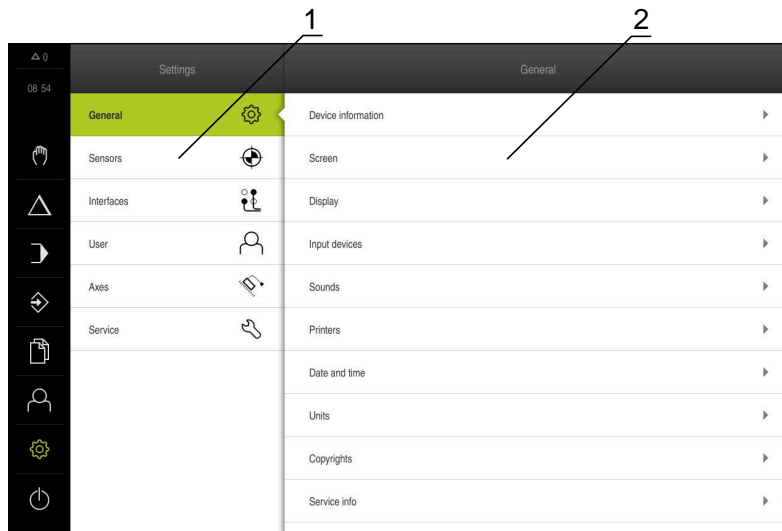 1
2
0
08 54
Settings
General
General
Sensors
Interfaces
User
Axes
Service
Device information
Screen
Display
Input devices
Sounds
Printers
Date and time
Units
Copyrights
Service info